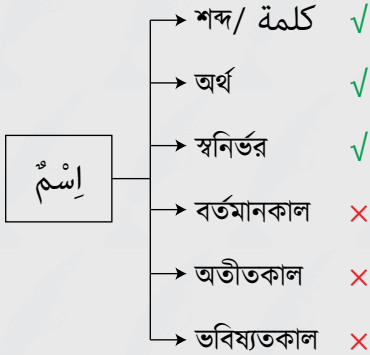 শব্দ/ كلمة √
অর্থ √
স্বনির্ভর √
اِسْمٌ
বর্তমানকাল ×
অতীতকাল ×
ভবিষ্যতকাল ×